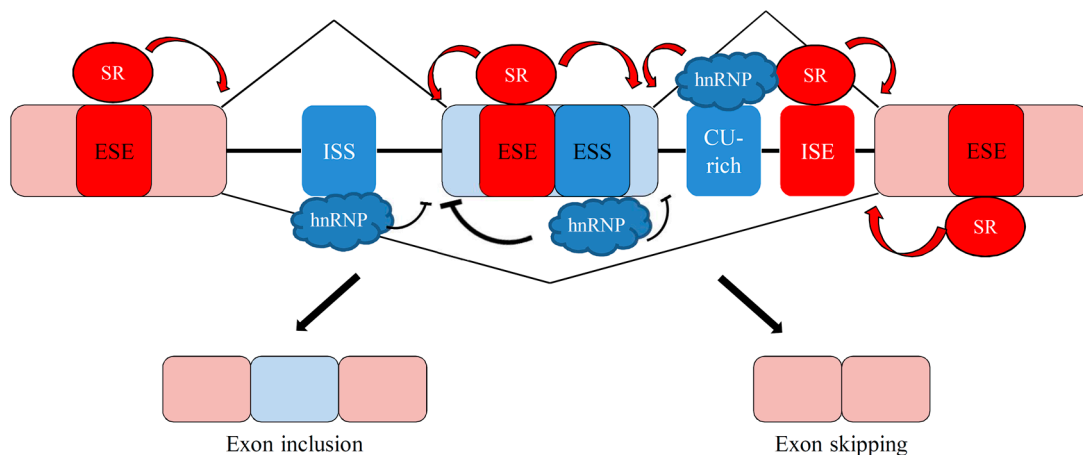 SR
SR
hnRNP
SR
ESE
ISS
ESE
ESS
CU-
rich
ISE
ESE
hnRNP
hnRNP
SR
Exon inclusion
Exon skipping